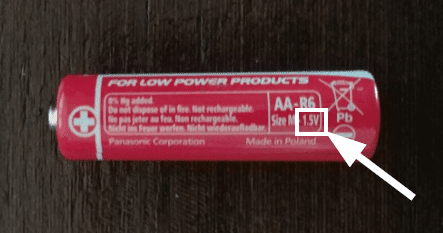 FOR LOW POWER PRODUCTS
0% Hg added.
Do not dispose of in fire. Not rechargeable.
Ne pas jeter au feu. Non rechargeable.
Nicht ins Feuer werfen. Nicht wiederaufladbar.
AA-R6
Size M - 1.5V
Pb
Panasonic Corporation
Made in Poland